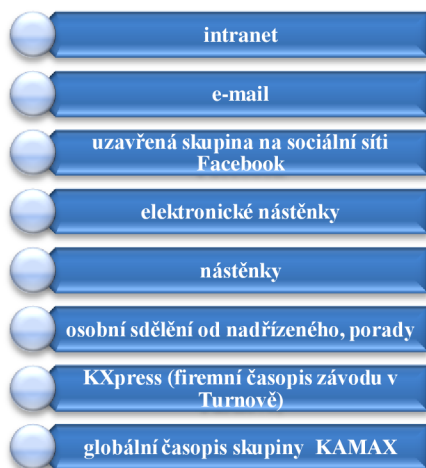 intranet
e-mail
uzavřená skupina na sociální síti
Facebook
elektronické nástěnky
nástěnky
osobní sdělění od nadřízeného, porady
KXpress (firemní časopis závodu v
Turnově)
globální časopis skupiny KAMAX